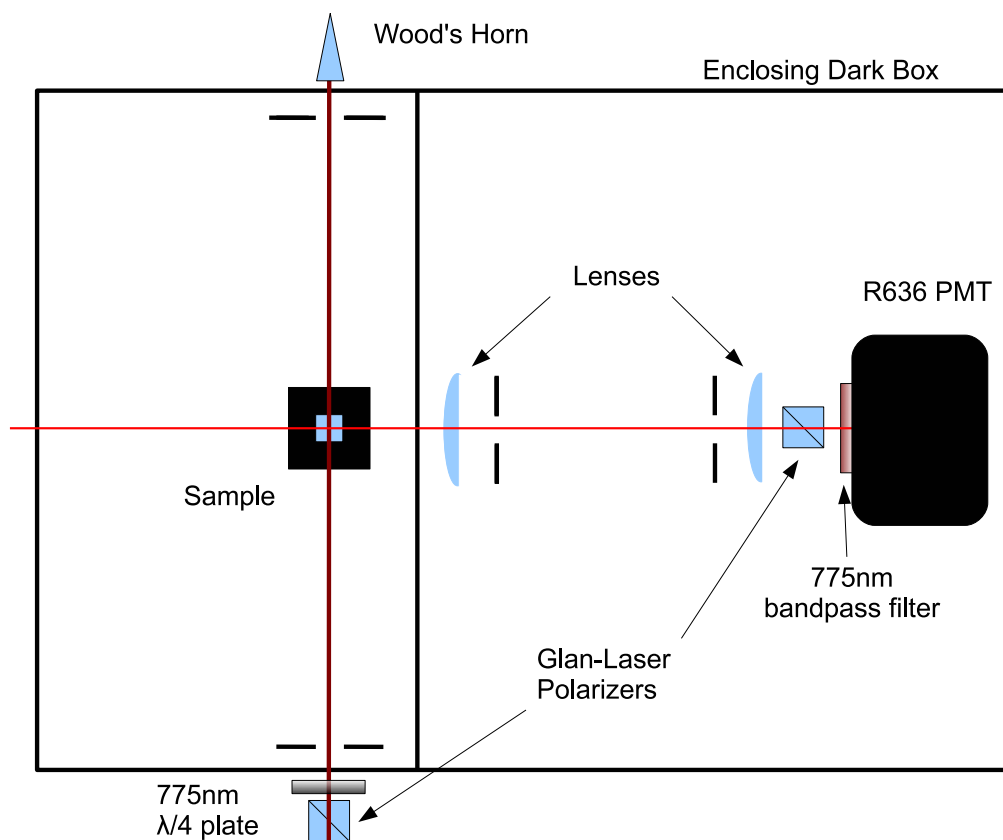 Wood's Horn
Enclosing Dark Box
Lenses
R636 PMT
Sample
775nm
bandpass filter
Glan-Laser
Polarizers
775nm
λ/4 plate